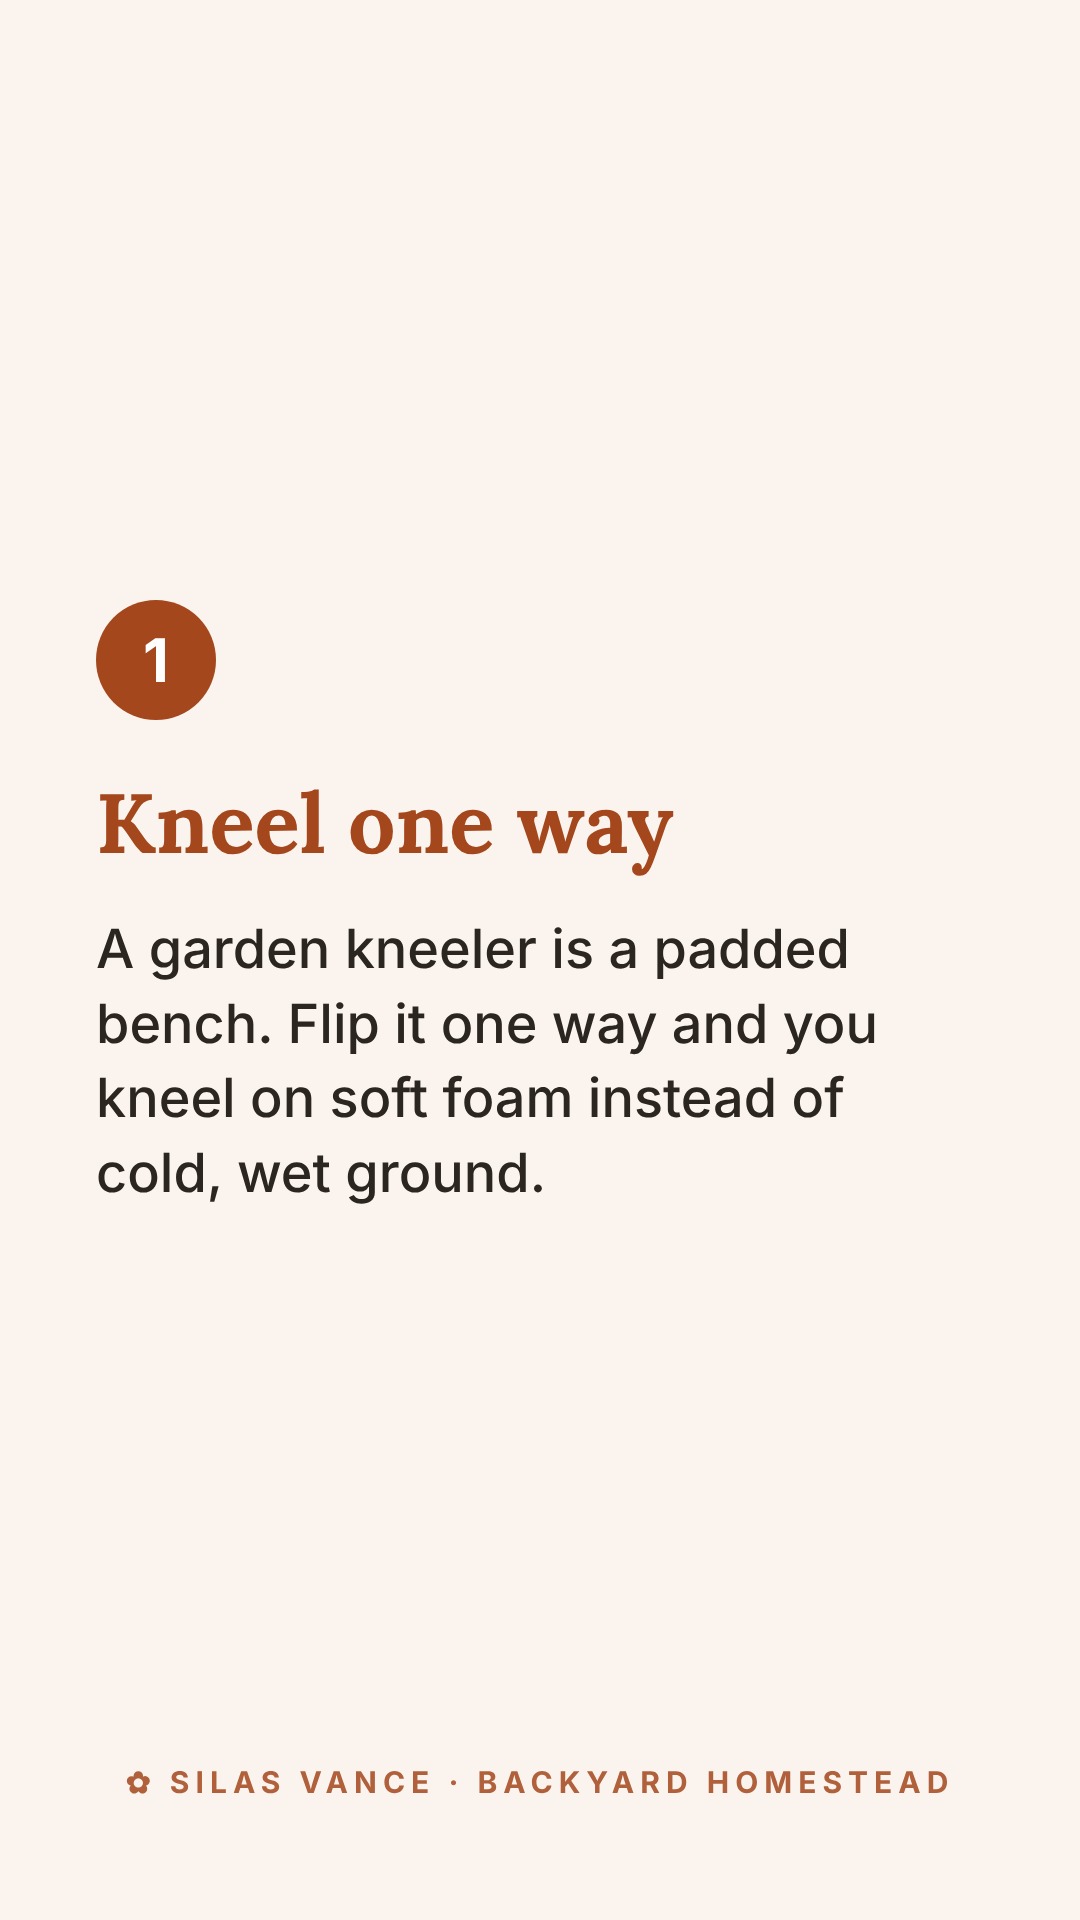 1
Kneel one way
A garden kneeler is a padded
bench. Flip it one way and you
kneel on soft foam instead of
cold, wet ground.
✿ SILAS VANCE · BACKYARD HOMESTEAD